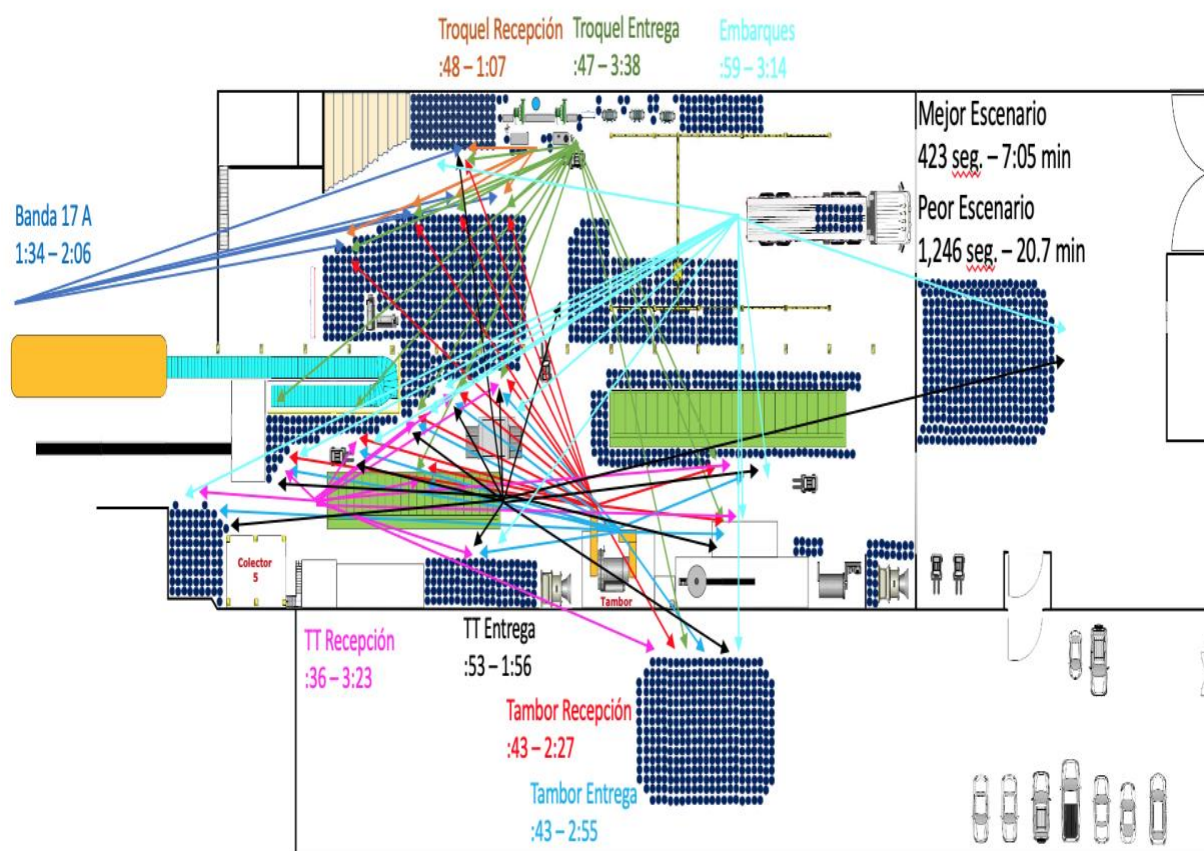 Troquel Recepción
:48 – 1:07
Troquel Entrega
:47 – 3:38
Embarques
:59 – 3:14
Mejor Escenario
423 seg. – 7:05 min
Peor Escenario
1,246 seg. – 20.7 min
Banda 17 A
1:34 – 2:06
Colector
5
Tambor
TT Recepción
:36 – 3:23
TT Entrega
:53 – 1:56
Tambor Recepción
:43 – 2:27
Tambor Entrega
:43 – 2:55